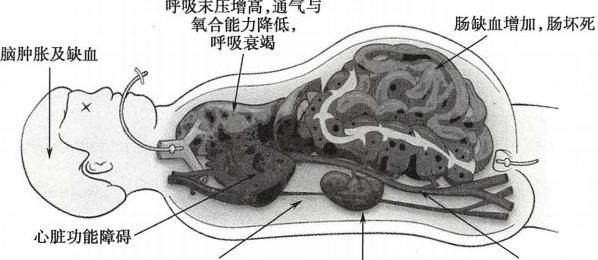 呼吸末压增高,通气与
氧合能力降低,
呼吸衰竭
肠缺血增加,肠坏死
脑肿胀及缺血
心脏功能障碍